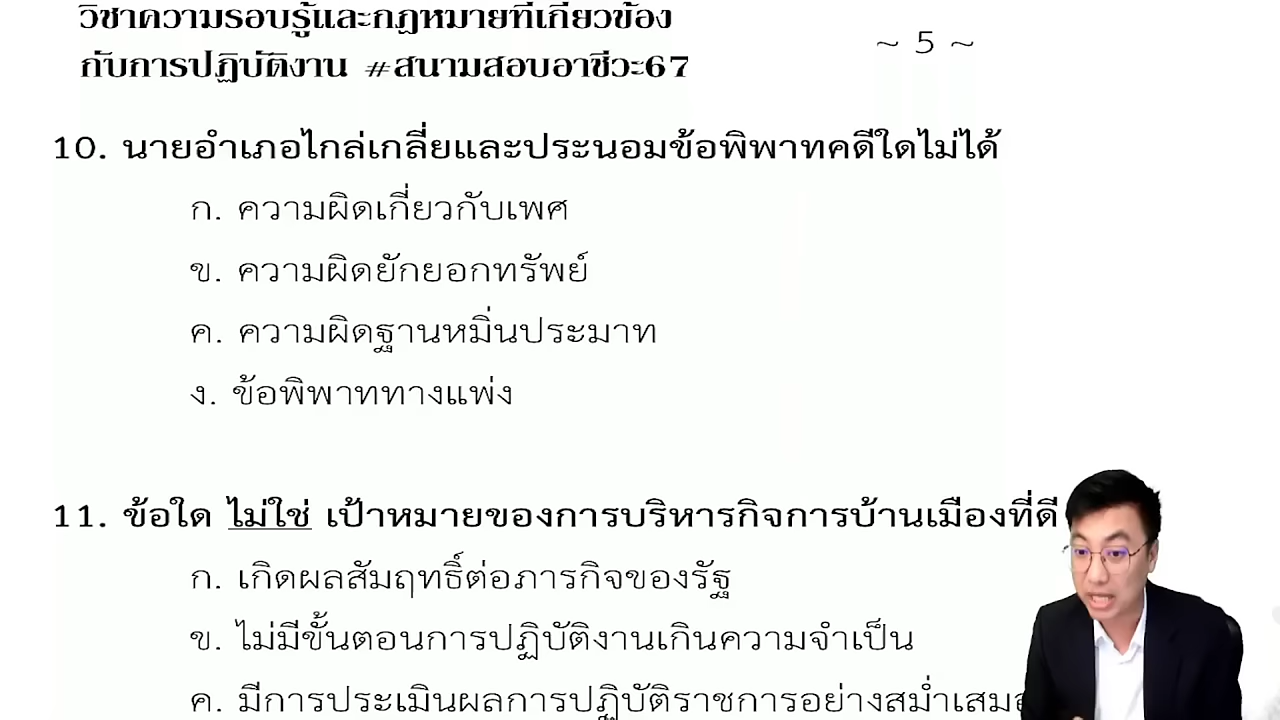 วิชาความรอบรู้และกฎหมายที่เกี่ยวข้อง
กับการปฏิบัติงาน #สนามสอบอาชีวะ67
~ 5 ~
10. นายอำเภอไกล่เกลี่ยและประนอมข้อพิพาทคดีใดไม่ได้
ก. ความผิดเกี่ยวกับเพศ
ข. ความผิดยักยอกทรัพย์
ค. ความผิดฐานหมิ่นประมาท
ง. ข้อพิพาททางแพ่ง
11. ข้อใด ไม่ใช่ เป้าหมายของการบริหารกิจการบ้านเมืองที่ดี
ก. เกิดผลสัมฤทธิ์ต่อภารกิจของรัฐ
ข. ไม่มีขั้นตอนการปฏิบัติงานเกินความจำเป็น
ค. มีการประเมินผลการปฏิบัติราชการอย่างสม่ำเสมอ